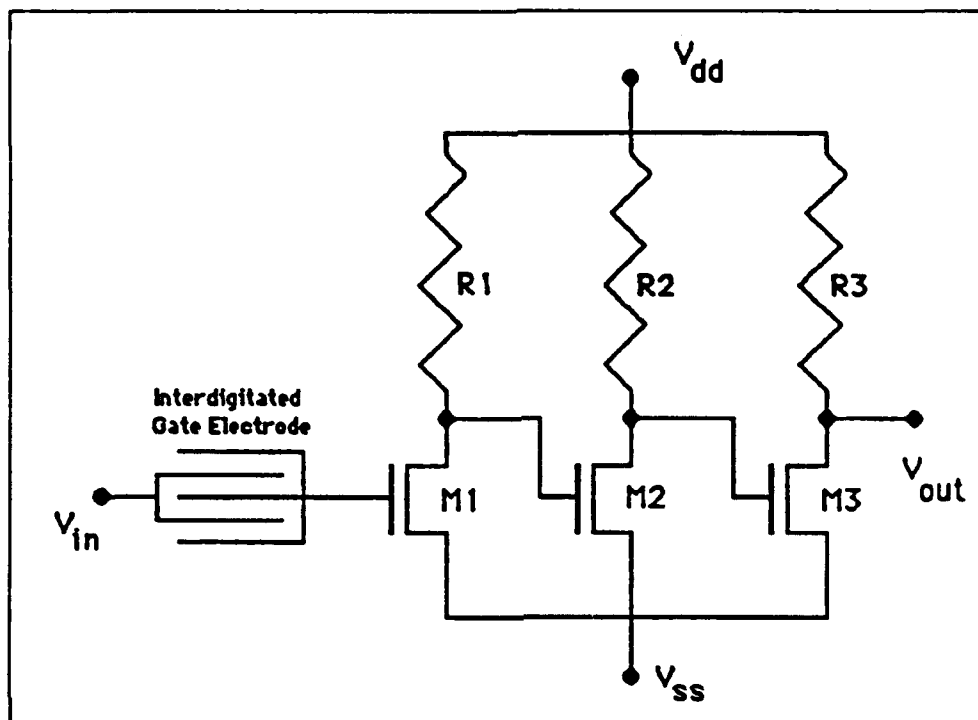 Vdd
R1
R2
R3
Interdigitated
Gate Electrode
Vin
M1
M2
M3
Vout
Vss